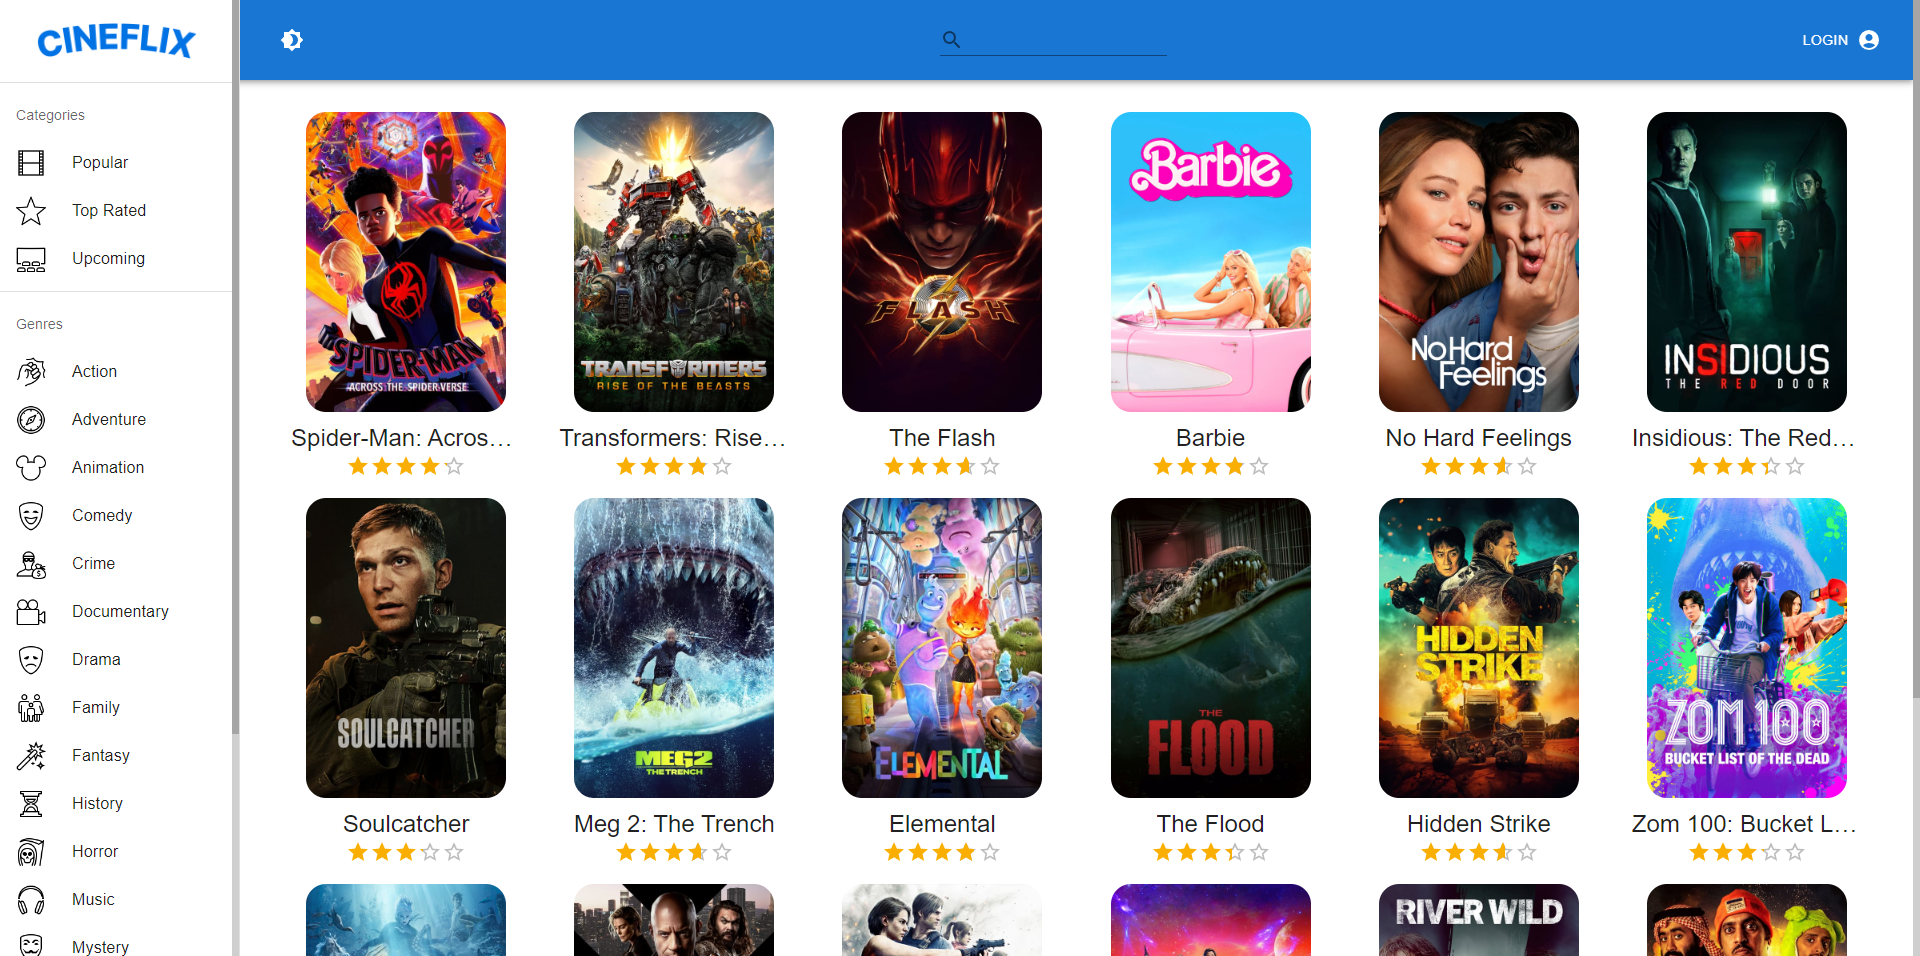 CINEFLIX
LOGIN
Categories
Popular
Top Rated
Upcoming
Genres
Action
Adventure
Animation
Comedy
Crime
Documentary
Drama
Family
Fantasy
History
Horror
Music
Mystery
SPIDER-MAN
ACROSS THE SPIDER-VERSE
TRANSFORMERS
RISE OF THE BEASTS
FLASH
Barbie
No Hard
Feelings
INSIDIOUS
THE RED DOOR
Spider-Man: Acros…
Transformers: Rise…
The Flash
Barbie
No Hard Feelings
Insidious: The Red…
SOULCATCHER
MEG2
THE TRENCH
ELEMENTAL
THE
FLOOD
HIDDEN
STRIKE
ZOM 100
BUCKET LIST OF THE DEAD
Soulcatcher
Meg 2: The Trench
Elemental
The Flood
Hidden Strike
Zom 100: Bucket L…
RIVER WILD